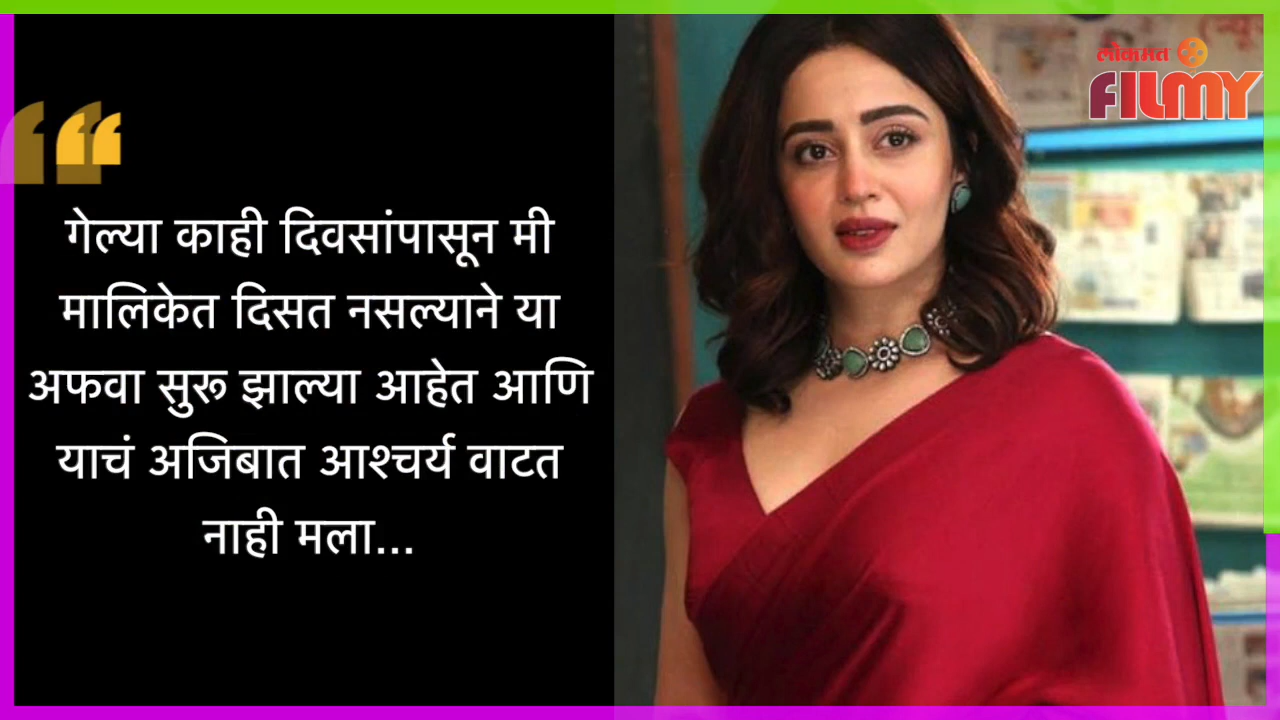 लोकमत
FILMY
“
गेल्या काही दिवसांपासून मी
मालिकेत दिसत नसल्याने या
अफवा सुरू झाल्या आहेत आणि
याचं अजिबात आश्चर्य वाटत
नाही मला...